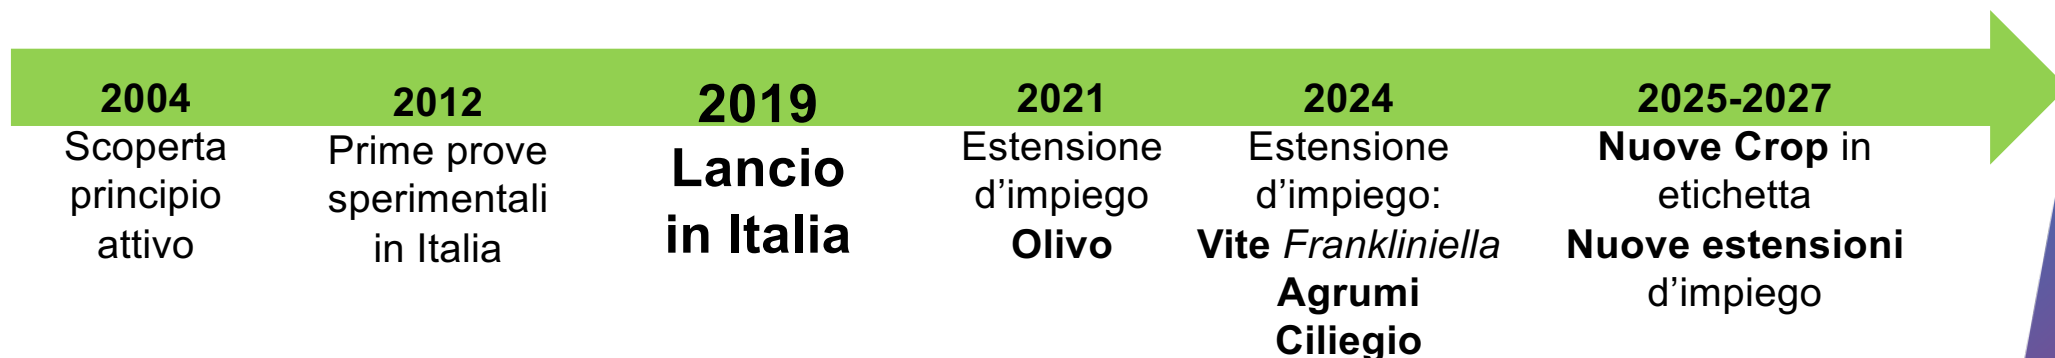 2004
Scoperta
principio
attivo
2012
Prime prove
sperimentali
in Italia
2019
Lancio
in Italia
2021
Estensione
d’impiego
Olivo
2024
Estensione
d’impiego:
Vite Frankliniella
Agrumi
Ciliegio
2025-2027
Nuove Crop in
etichetta
Nuove estensioni
d’impiego